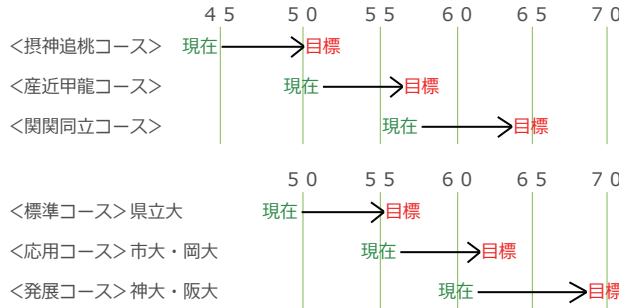 45 50 55 60 65 70
<摂神追桃コース> 現在 目標
<産近甲龍コース> 現在 目標
<関関同立コース> 現在 目標
50 55 60 65 70
<標準コース>県立大 現在 目標
<応用コース>市大・岡大 現在 目標
<発展コース>神大・阪大 現在 目標